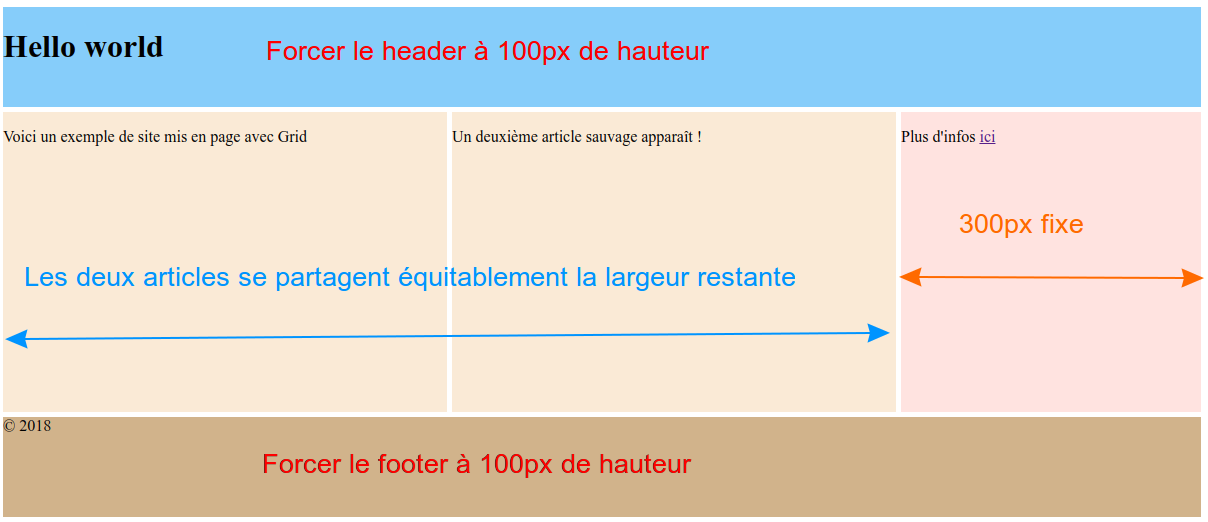 Hello world
Forcer le header à 100px de hauteur
Voici un exemple de site mis en page avec Grid
Un deuxième article sauvage apparaît !
Plus d'infos ici
300px fixe
Les deux articles se partagent équitablement la largeur restante
© 2018
Forcer le footer à 100px de hauteur